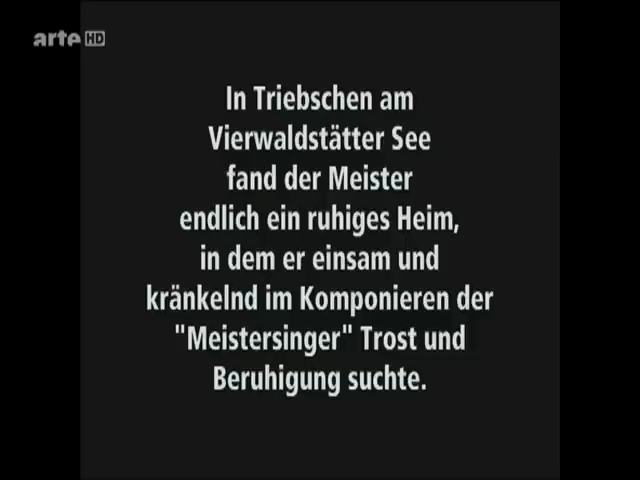 arte HD
In Triebschen am
Vierwaldstätter See
fand der Meister
endlich ein ruhiges Heim,
in dem er einsam und
kränkelnd im Komponieren der
"Meistersinger" Trost und
Beruhigung suchte.